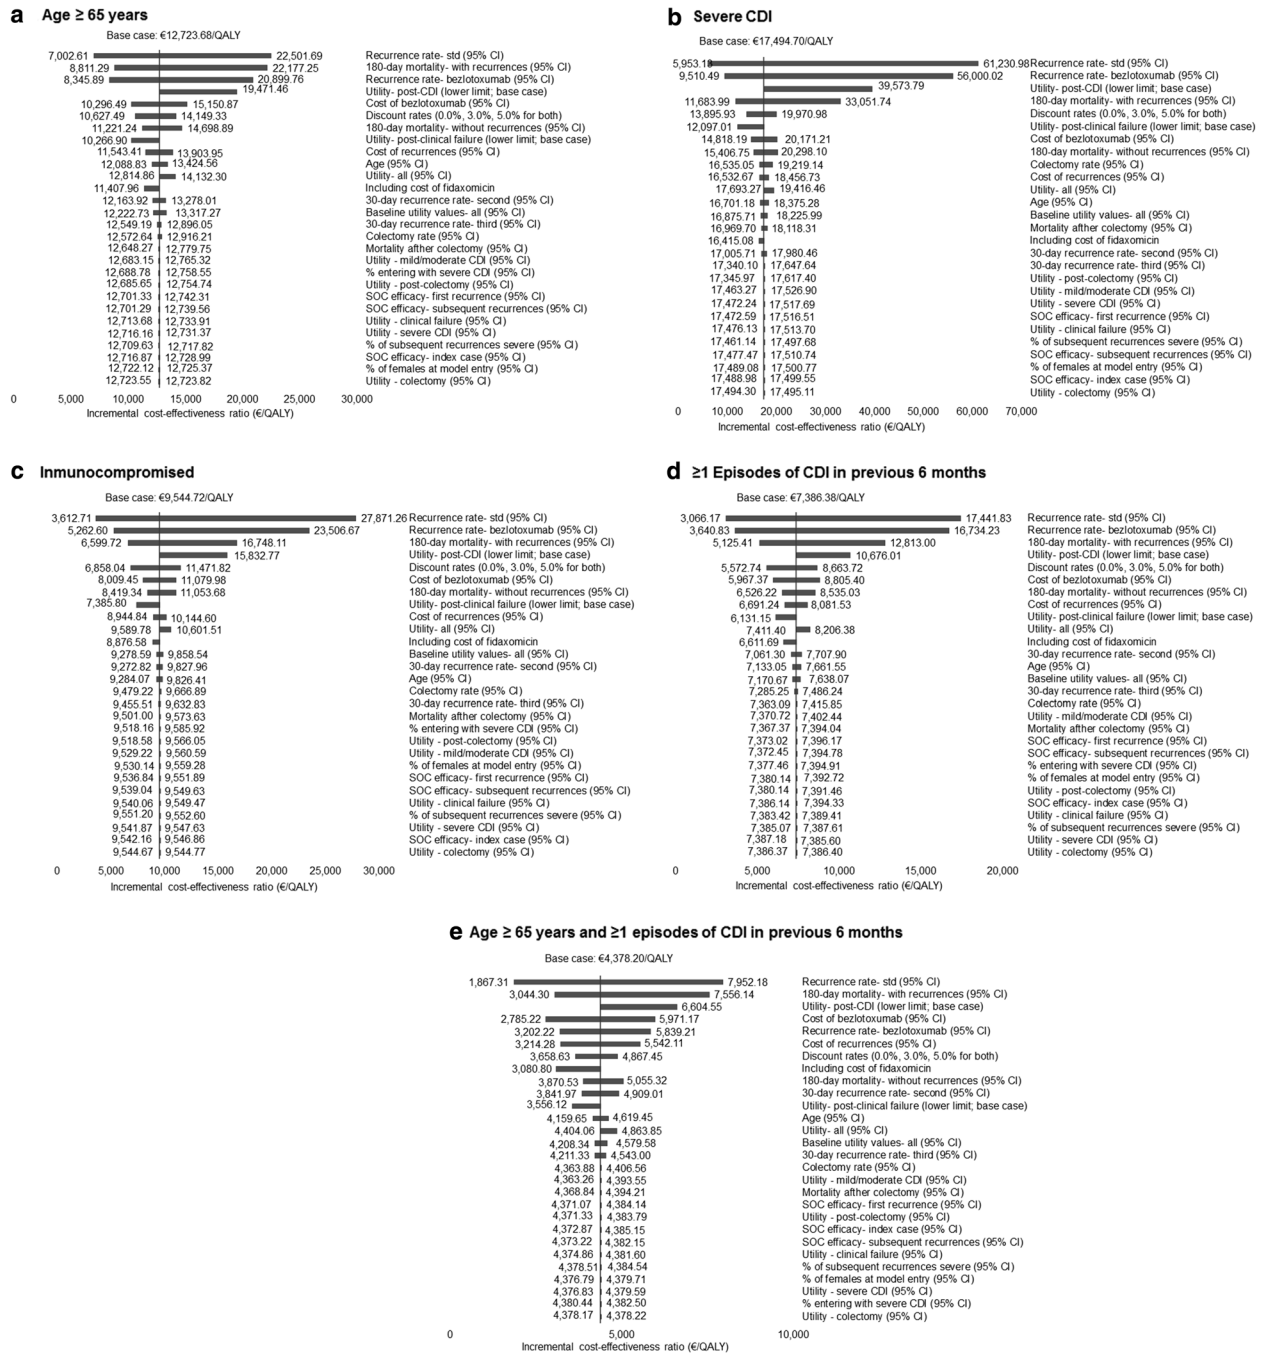 a Age ≥ 65 years
Base case: €12,723.68/QALY
7,002.61 22,501.69 Recurrence rate- std (95% CI)
8,811.29 22,177.25 180-day mortality- with recurrences (95% CI)
8,345.89 20,899.76 Recurrence rate- bezlotoxumab (95% CI)
19,471.46 Utility- post-CDI (lower limit; base case)
10,296.49 15,150.87 Cost of bezlotoxumab (95% CI)
10,627.49 14,149.33 Discount rates (0.0%, 3.0%, 5.0% for both)
11,221.24 14,698.89 180-day mortality- without recurrences (95% CI)
10,266.90 Utility- post-clinical failure (lower limit; base case)
11,543.41 13,903.95 Cost of recurrences (95% CI)
12,088.83 13,424.56 Age (95% CI)
12,814.86 14,132.30 Utility- all (95% CI)
11,407.96 Including cost of fidaxomicin
12,163.92 13,278.01 30-day recurrence rate- second (95% CI)
12,222.73 13,317.27 Baseline utility values- all (95% CI)
12,549.19 12,896.05 30-day recurrence rate- third (95% CI)
12,572.64 12,916.21 Colectomy rate (95% CI)
12,648.27 12,779.75 Mortality afther colectomy (95% CI)
12,683.15 12,765.32 Utility - mild/moderate CDI (95% CI)
12,688.78 12,758.55 % entering with severe CDI (95% CI)
12,685.65 12,754.74 Utility - post-colectomy (95% CI)
12,701.33 12,742.31 SOC efficacy- first recurrence (95% CI)
12,701.29 12,739.56 SOC efficacy- subsequent recurrences (95% CI)
12,713.68 12,733.91 Utility - clinical failure (95% CI)
12,716.16 12,731.37 Utility - severe CDI (95% CI)
12,709.63 12,717.82 % of subsequent recurrences severe (95% CI)
12,716.87 12,728.99 SOC efficacy- index case (95% CI)
12,722.12 12,725.37 % of females at model entry (95% CI)
12,723.55 12,723.82 Utility - colectomy (95% CI)
0 5,000 10,000 15,000 20,000 25,000 30,000
Incremental cost-effectiveness ratio (€/QALY)
b Severe CDI
Base case: €17,494.70/QALY
5,953.18 61,230.98 Recurrence rate- std (95% CI)
9,510.49 56,000.02 Recurrence rate- bezlotoxumab (95% CI)
39,573.79 Utility- post-CDI (lower limit; base case)
11,683.99 33,051.74 180-day mortality- with recurrences (95% CI)
13,895.93 19,970.98 Discount rates (0.0%, 3.0%, 5.0% for both)
12,097.01 Utility- post-clinical failure (lower limit; base case)
14,818.19 20,171.21 Cost of bezlotoxumab (95% CI)
15,406.75 20,298.10 180-day mortality- without recurrences (95% CI)
16,535.05 19,219.14 Colectomy rate (95% CI)
16,532.67 18,456.73 Cost of recurrences (95% CI)
17,693.27 19,416.46 Utility- all (95% CI)
16,701.18 18,375.28 Age (95% CI)
16,875.71 18,225.99 Baseline utility values- all (95% CI)
16,969.70 18,118.31 Mortality afther colectomy (95% CI)
16,415.08 Including cost of fidaxomicin
17,005.71 17,980.46 30-day recurrence rate- second (95% CI)
17,340.10 17,647.64 30-day recurrence rate- third (95% CI)
17,345.97 17,617.40 Utility - post-colectomy (95% CI)
17,463.27 17,526.90 Utility - mild/moderate CDI (95% CI)
17,472.24 17,517.69 Utility - severe CDI (95% CI)
17,472.59 17,516.51 SOC efficacy- first recurrence (95% CI)
17,476.13 17,513.70 Utility - clinical failure (95% CI)
17,461.14 17,497.68 % of subsequent recurrences severe (95% CI)
17,477.47 17,510.74 SOC efficacy- subsequent recurrences (95% CI)
17,489.08 17,500.77 % of females at model entry (95% CI)
17,488.98 17,499.55 SOC efficacy- index case (95% CI)
17,494.30 17,495.11 Utility - colectomy (95% CI)
0 10,000 20,000 30,000 40,000 50,000 60,000 70,000
Incremental cost-effectiveness ratio (€/QALY)
c Inmunocompromised
Base case: €9,544.72/QALY
3,612.71 27,871.26 Recurrence rate- std (95% CI)
5,262.60 23,506.67 Recurrence rate- bezlotoxumab (95% CI)
6,599.72 16,748.11 180-day mortality- with recurrences (95% CI)
15,832.77 Utility- post-CDI (lower limit; base case)
6,858.04 11,471.82 Discount rates (0.0%, 3.0%, 5.0% for both)
8,009.45 11,079.98 Cost of bezlotoxumab (95% CI)
8,419.34 11,053.68 180-day mortality- without recurrences (95% CI)
7,385.80 Utility- post-clinical failure (lower limit; base case)
8,944.84 10,144.60 Cost of recurrences (95% CI)
9,589.78 10,601.51 Utility- all (95% CI)
8,876.58 Including cost of fidaxomicin
9,278.59 9,858.54 Baseline utility values- all (95% CI)
9,272.82 9,827.96 30-day recurrence rate- second (95% CI)
9,284.07 9,826.41 Age (95% CI)
9,479.22 9,666.89 Colectomy rate (95% CI)
9,455.51 9,632.83 30-day recurrence rate- third (95% CI)
9,501.00 9,573.63 Mortality afther colectomy (95% CI)
9,518.16 9,585.92 % entering with severe CDI (95% CI)
9,518.58 9,566.05 Utility - post-colectomy (95% CI)
9,529.22 9,560.59 Utility - mild/moderate CDI (95% CI)
9,530.14 9,559.28 % of females at model entry (95% CI)
9,536.84 9,551.89 SOC efficacy- first recurrence (95% CI)
9,539.04 9,549.63 SOC efficacy- subsequent recurrences (95% CI)
9,540.06 9,549.47 Utility - clinical failure (95% CI)
9,551.20 9,552.60 % of subsequent recurrences severe (95% CI)
9,541.87 9,547.63 Utility - severe CDI (95% CI)
9,542.16 9,546.86 SOC efficacy- index case (95% CI)
9,544.67 9,544.77 Utility - colectomy (95% CI)
0 5,000 10,000 15,000 20,000 25,000 30,000
Incremental cost-effectiveness ratio (€/QALY)
d ≥1 Episodes of CDI in previous 6 months
Base case: €7,386.38/QALY
3,066.17 17,441.83 Recurrence rate- std (95% CI)
3,640.83 16,734.23 Recurrence rate- bezlotoxumab (95% CI)
5,125.41 12,813.00 180-day mortality- with recurrences (95% CI)
10,676.01 Utility- post-CDI (lower limit; base case)
5,572.74 8,663.72 Discount rates (0.0%, 3.0%, 5.0% for both)
5,967.37 8,805.40 Cost of bezlotoxumab (95% CI)
6,526.22 8,535.03 180-day mortality- without recurrences (95% CI)
6,691.24 8,081.53 Cost of recurrences (95% CI)
6,131.15 Utility- post-clinical failure (lower limit; base case)
7,411.40 8,206.38 Utility- all (95% CI)
6,611.69 Including cost of fidaxomicin
7,061.30 7,707.90 30-day recurrence rate- second (95% CI)
7,133.05 7,661.55 Age (95% CI)
7,170.67 7,638.07 Baseline utility values- all (95% CI)
7,285.25 7,486.24 30-day recurrence rate- third (95% CI)
7,363.09 7,415.85 Colectomy rate (95% CI)
7,370.72 7,402.44 Utility - mild/moderate CDI (95% CI)
7,367.37 7,394.04 Mortality afther colectomy (95% CI)
7,373.02 7,396.17 SOC efficacy- first recurrence (95% CI)
7,372.45 7,394.78 SOC efficacy- subsequent recurrences (95% CI)
7,377.46 7,394.91 % entering with severe CDI (95% CI)
7,380.14 7,392.72 % of females at model entry (95% CI)
7,380.14 7,391.46 Utility - post-colectomy (95% CI)
7,386.14 7,394.33 SOC efficacy- index case (95% CI)
7,383.42 7,389.41 Utility - clinical failure (95% CI)
7,385.07 7,387.61 % of subsequent recurrences severe (95% CI)
7,387.18 7,385.60 Utility - severe CDI (95% CI)
7,386.37 7,386.40 Utility - colectomy (95% CI)
0 5,000 10,000 15,000 20,000
Incremental cost-effectiveness ratio (€/QALY)
e Age ≥ 65 years and ≥1 episodes of CDI in previous 6 months
Base case: €4,378.20/QALY
1,867.31 7,952.18 Recurrence rate- std (95% CI)
3,044.30 7,556.14 180-day mortality- with recurrences (95% CI)
6,604.55 Utility- post-CDI (lower limit; base case)
2,785.22 5,971.17 Cost of bezlotoxumab (95% CI)
3,202.22 5,839.21 Recurrence rate- bezlotoxumab (95% CI)
3,214.28 5,542.11 Cost of recurrences (95% CI)
3,658.63 4,867.45 Discount rates (0.0%, 3.0%, 5.0% for both)
3,080.80 Including cost of fidaxomicin
3,870.53 5,055.32 180-day mortality- without recurrences (95% CI)
3,841.97 4,909.01 30-day recurrence rate- second (95% CI)
3,556.12 Utility- post-clinical failure (lower limit; base case)
4,159.65 4,619.45 Age (95% CI)
4,404.06 4,863.85 Utility- all (95% CI)
4,208.34 4,579.58 Baseline utility values- all (95% CI)
4,211.33 4,543.00 30-day recurrence rate- third (95% CI)
4,363.88 4,406.56 Colectomy rate (95% CI)
4,363.26 4,393.55 Utility - mild/moderate CDI (95% CI)
4,368.84 4,394.21 Mortality afther colectomy (95% CI)
4,371.07 4,384.14 SOC efficacy- first recurrence (95% CI)
4,371.33 4,383.79 Utility - post-colectomy (95% CI)
4,372.87 4,385.15 SOC efficacy- index case (95% CI)
4,373.22 4,382.15 SOC efficacy- subsequent recurrences (95% CI)
4,374.86 4,381.60 Utility - clinical failure (95% CI)
4,378.51 4,384.54 % of subsequent recurrences severe (95% CI)
4,376.79 4,379.71 % of females at model entry (95% CI)
4,376.83 4,379.59 Utility - severe CDI (95% CI)
4,380.44 4,382.50 % entering with severe CDI (95% CI)
4,378.17 4,378.22 Utility - colectomy (95% CI)
0 5,000 10,000
Incremental cost-effectiveness ratio (€/QALY)